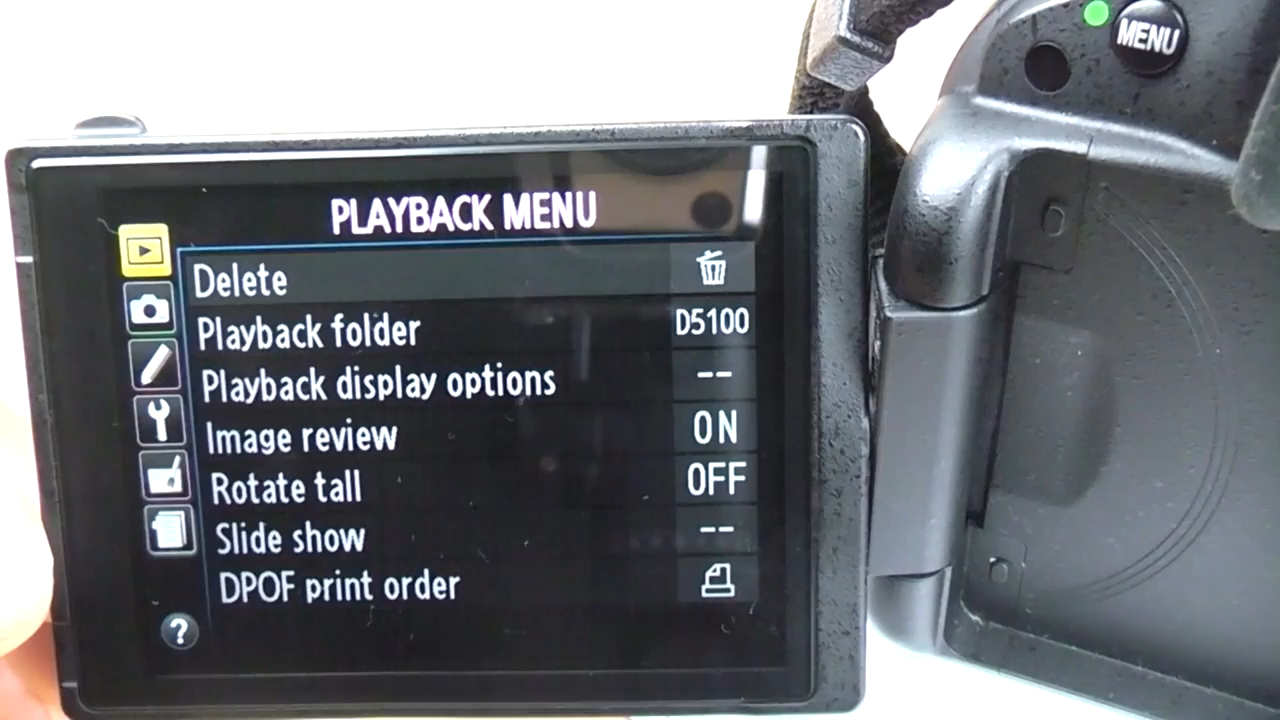 MENU
PLAYBACK MENU
Delete
Playback folder D5100
Playback display options --
Image review ON
Rotate tall OFF
Slide show --
DPOF print order
?